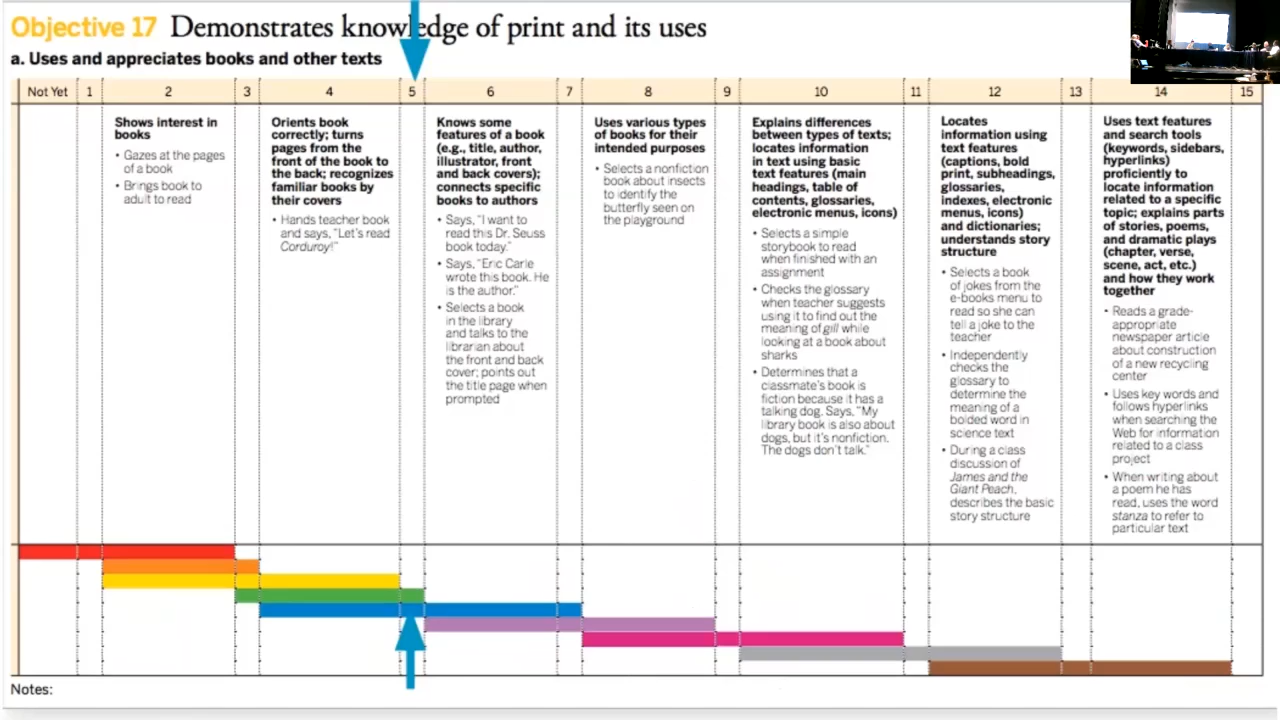 Objective 17 Demonstrates knowledge of print and its uses
a. Uses and appreciates books and other texts
Not Yet 1 2 3 4 5 6 7 8 9 10 11 12 13 14 15
Shows interest in
books
• Gazes at the pages
of a book
• Brings book to
adult to read
Orients book
correctly; turns
pages from the
front of the book to
the back; recognizes
familiar books by
their covers
• Hands teacher book
and says, "Let's read
Corduroy!"
Knows some
features of a book
(e.g., title, author,
illustrator, front
and back covers);
connects specific
books to authors
• Says, "I want to
read this Dr. Seuss
book today."
• Says, "Eric Carle
wrote this book. He
is the author."
• Selects a book
in the library
and talks to the
librarian about
the front and back
cover; points out
the title page when
prompted
Uses various types
of books for their
intended purposes
• Selects a nonfiction
book about insects
to identify the
butterfly seen on
the playground
Explains differences
between types of texts;
locates information
in text using basic
text features (main
headings, table of
contents, glossaries,
electronic menus, icons)
• Selects a simple
storybook to read
when finished with an
assignment
• Checks the glossary
when teacher suggests
using it to find out the
meaning of gill while
looking at a book about
sharks
• Determines that a
classmate's book is
fiction because it has a
talking dog. Says, "My
library book is also about
dogs, but it's nonfiction.
The dogs don't talk."
Locates
information using
text features
(captions, bold
print, subheadings,
glossaries,
indexes, electronic
menus, icons)
and dictionaries;
understands story
structure
• Selects a book
of jokes from the
e-books menu to
read so she can
tell a joke to the
teacher
• Independently
checks the
glossary to
determine the
meaning of a
bolded word in
science text
• During a class
discussion of
James and the
Giant Peach,
describes the basic
story structure
Uses text features
and search tools
(keywords, sidebars,
hyperlinks)
proficiently to
locate information
related to a specific
topic; explains parts
of stories, poems,
and dramatic plays
(chapter, verse,
scene, act, etc.)
and how they work
together
• Reads a grade-
appropriate
newspaper article
about construction
of a new recycling
center
• Uses key words and
follows hyperlinks
when searching the
Web for information
related to a class
project
• When writing about
a poem he has
read, uses the word
stanza to refer to
particular text
Notes: